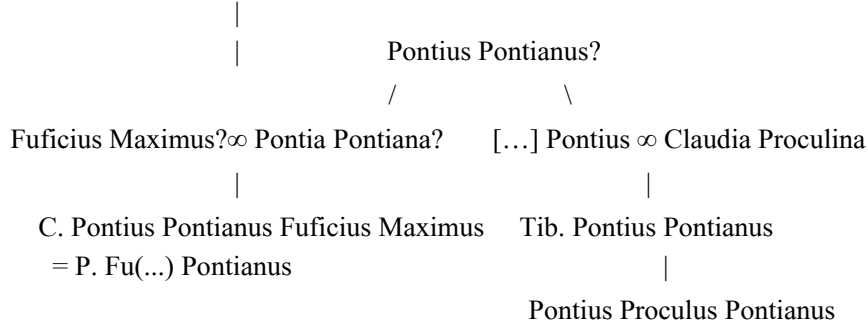 |
| Pontius Pontianus?
/ \
Fuficius Maximus?∞ Pontia Pontiana? […] Pontius ∞ Claudia Proculina
| |
C. Pontius Pontianus Fuficius Maximus Tib. Pontius Pontianus
= P. Fu(...) Pontianus |
Pontius Proculus Pontianus